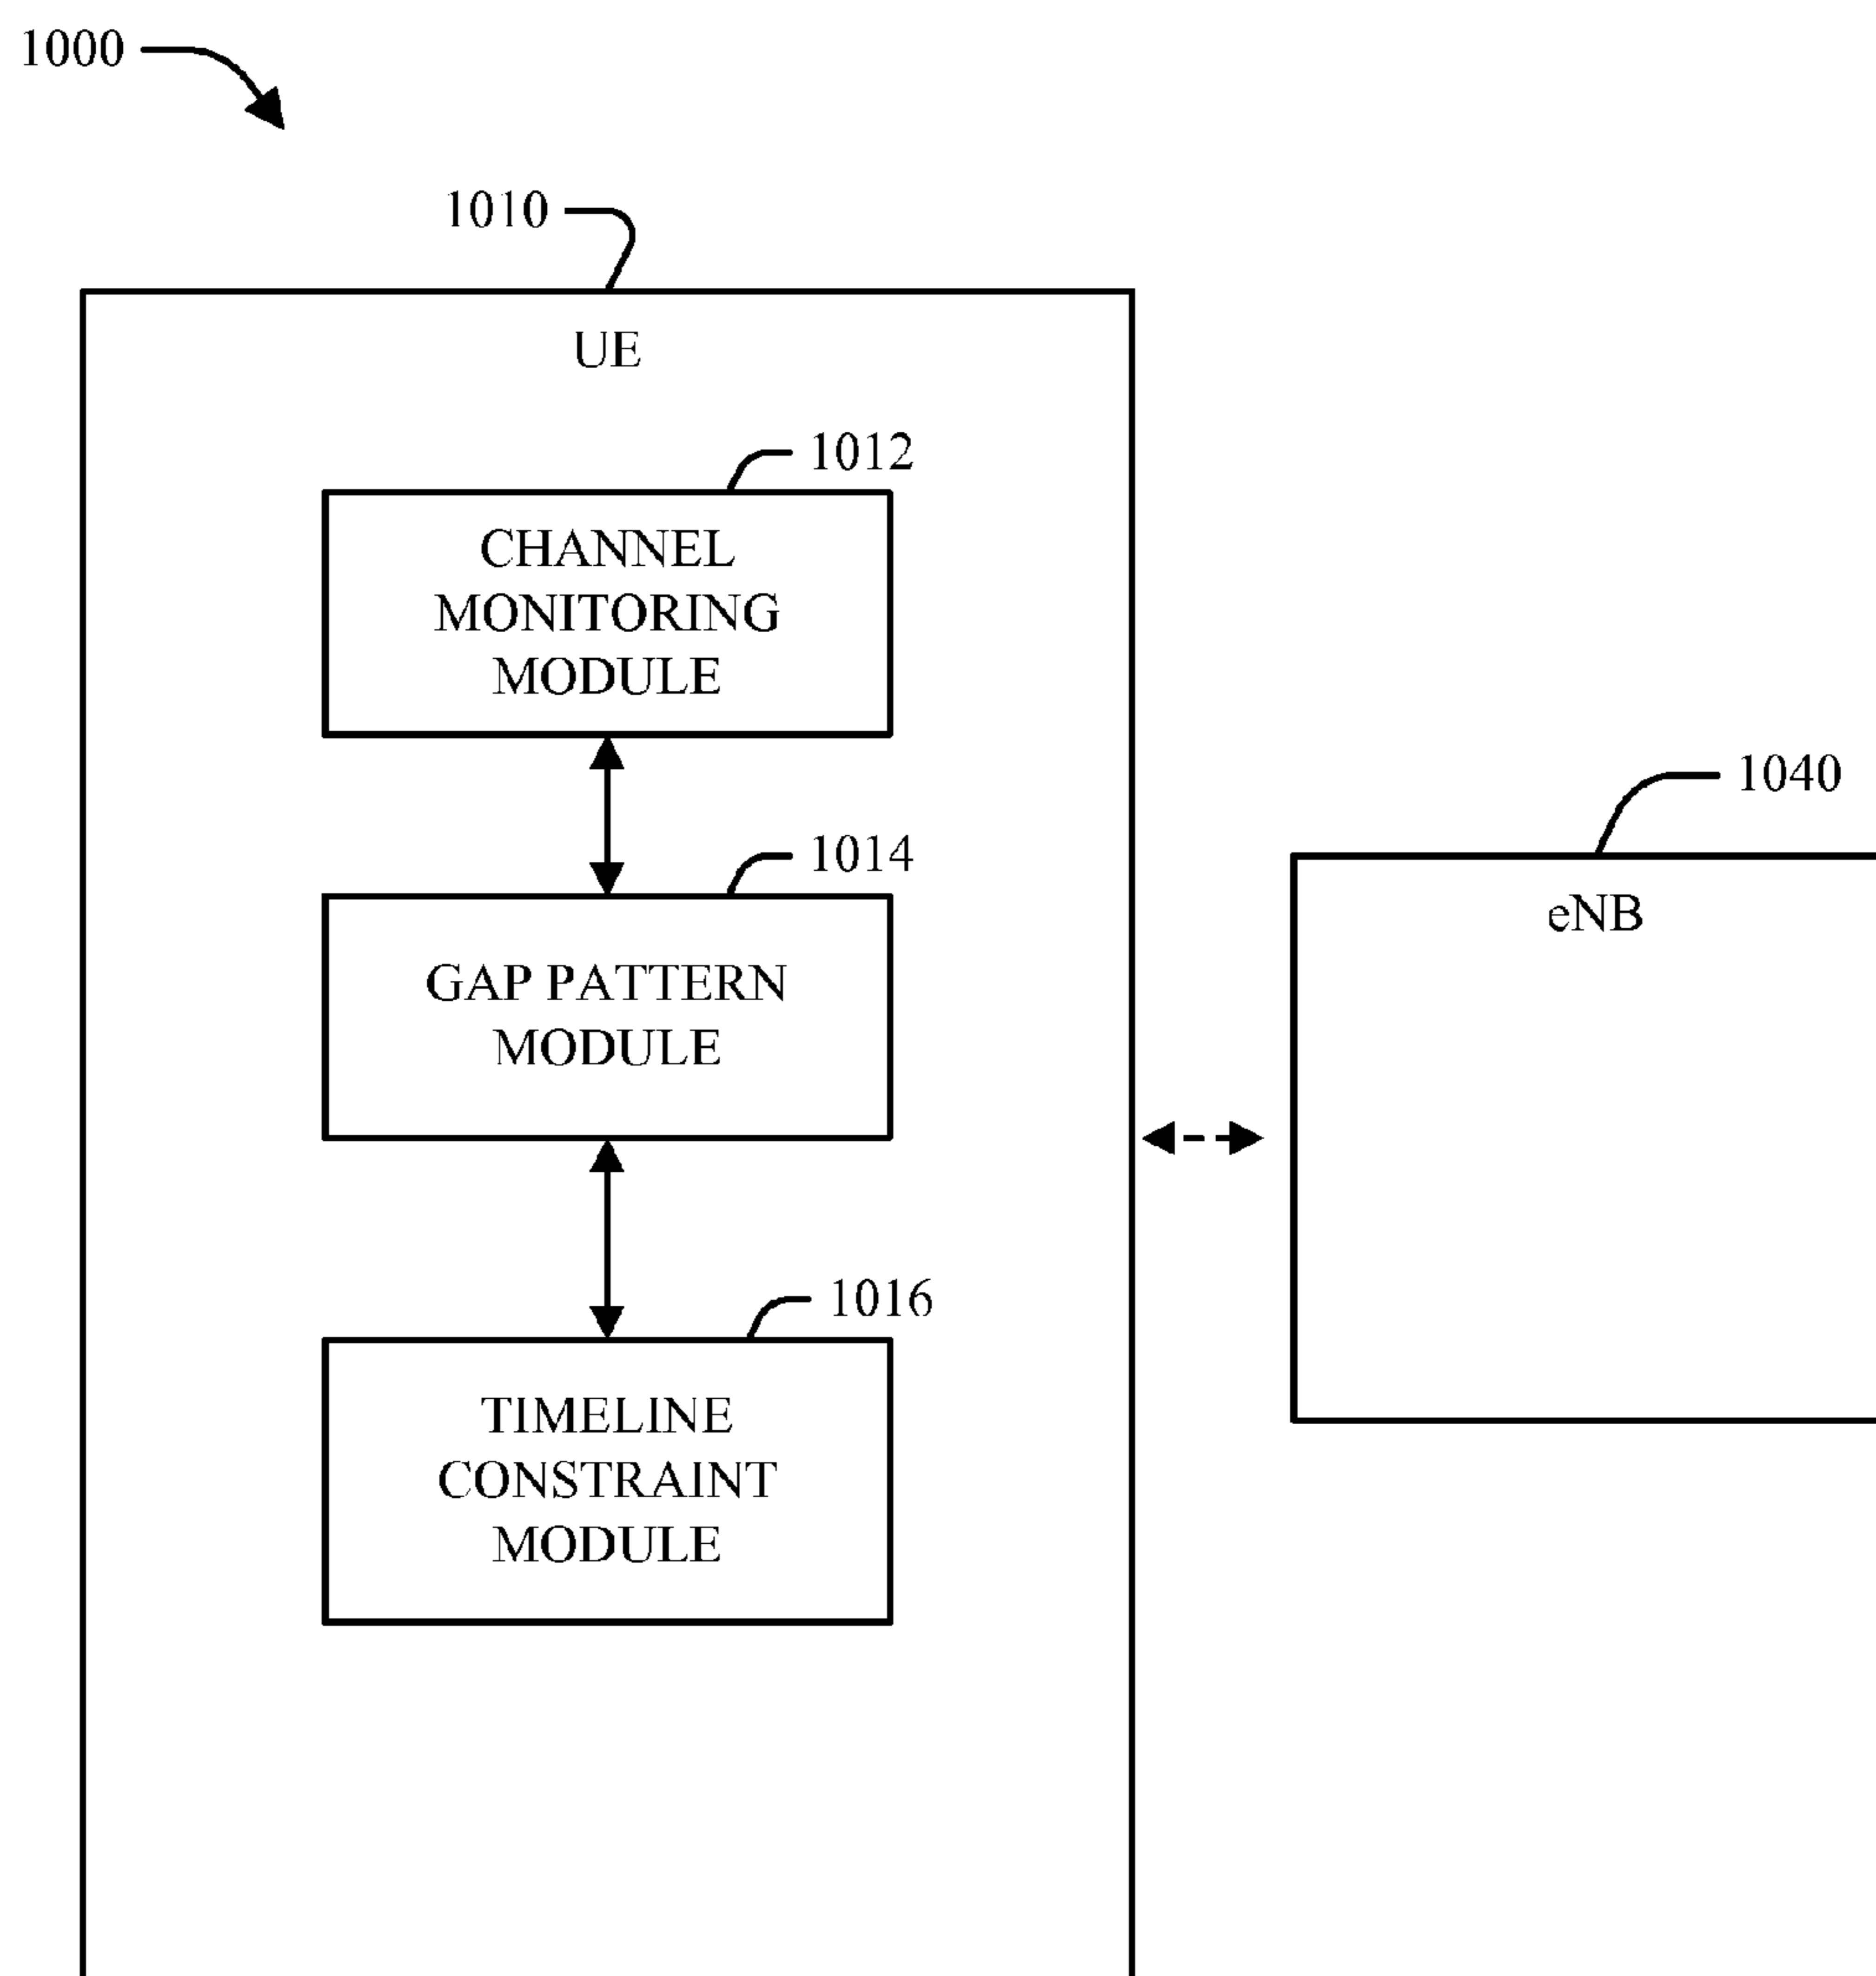 1000
1010
UE
1012
CHANNEL
MONITORING
MODULE
1014
GAP PATTERN
MODULE
1016
TIMELINE
CONSTRAINT
MODULE
1040
eNB